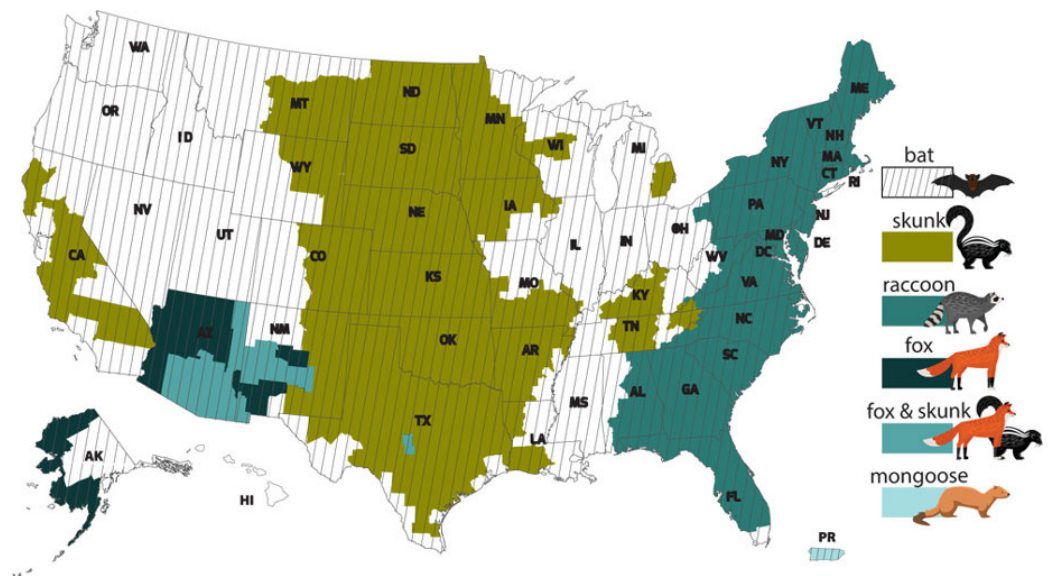 WA
OR
ID
MT
ND
MN
WI
MI
ME
VT
NH
MA
CT
RI
NY
SD
WY
NV
UT
CA
CO
NE
IA
IL
IN
OH
PA
NJ
MD
DE
DC
WV
VA
KS
MO
KY
TN
NC
SC
AZ
NM
OK
AR
MS
AL
GA
TX
LA
FL
AK
HI
PR
bat
skunk
raccoon
fox
fox & skunk
mongoose